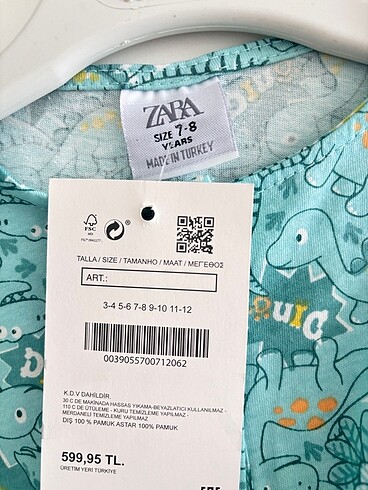 ZARA
SIZE 7-8
YEARS
MADE IN TURKEY
FSC
TALLA / SIZE / TAMANHO / MAAT / ΜΕΓΕΘΟΣ
ART.:
3-4 5-6 7-8 9-10 11-12
0039055700712062
K.D.V DAHİLDİR.
30 C DE MAKİNADA HASSAS YIKAMA-BEYAZLATICI KULLANILMAZ -
110 C DE ÜTÜLEME - KURU TEMİZLEME YAPILMAZ -
MERDANELİ TEMİZLEME YAPILMAZ
DIŞ 100 % PAMUK ASTAR 100% PAMUK
599,95 TL.
ÜRETİM YERİ TÜRKİYE
Dino